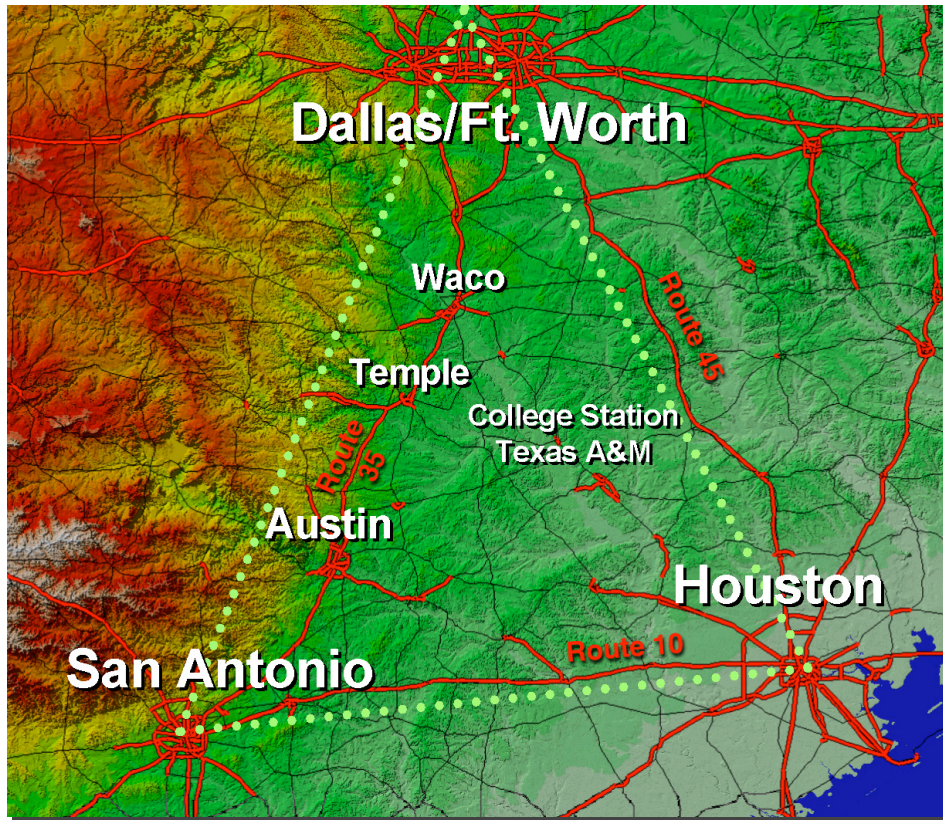 Dallas/Ft. Worth
Waco
Route 45
Temple
College Station
Texas A&M
Route
35
Austin
Houston
Route 10
San Antonio